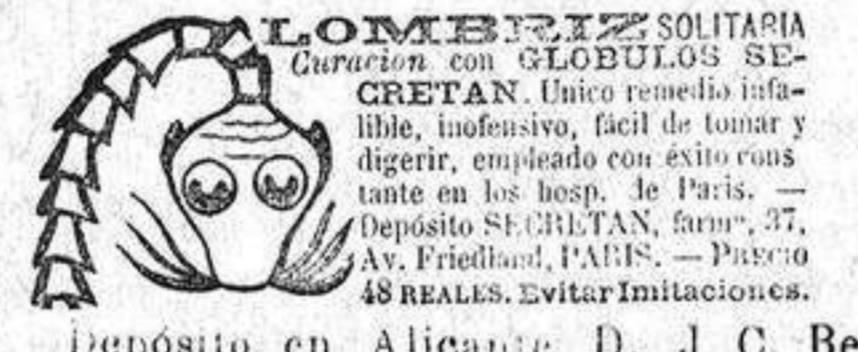 LOMBRIZ SOLITARIA
Curacion con GLOBULOS SE-
CRETAN. Unico remedio infa-
lible, inofensivo, fácil de tomar y
digerir, empleado con éxito cons
tante en los hosp. de Paris. —
Depósito SECRETAN, farmª, 37,
Av. Friedland, PARIS. — PRECIO
48 REALES. Evitar Imitaciones.
Depósito en Alicante D. J C. Be